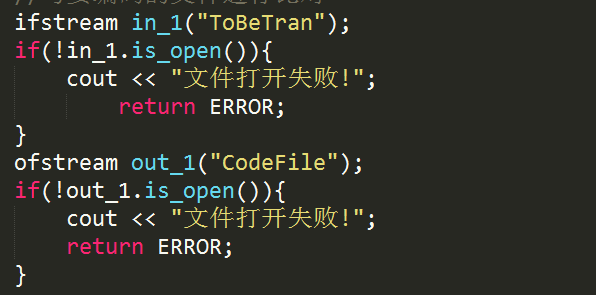 ifstream in_1("ToBeTran");
if(!in_1.is_open()){
cout << "文件打开失败!";
return ERROR;
}
ofstream out_1("CodeFile");
if(!out_1.is_open()){
cout << "文件打开失败!";
return ERROR;
}